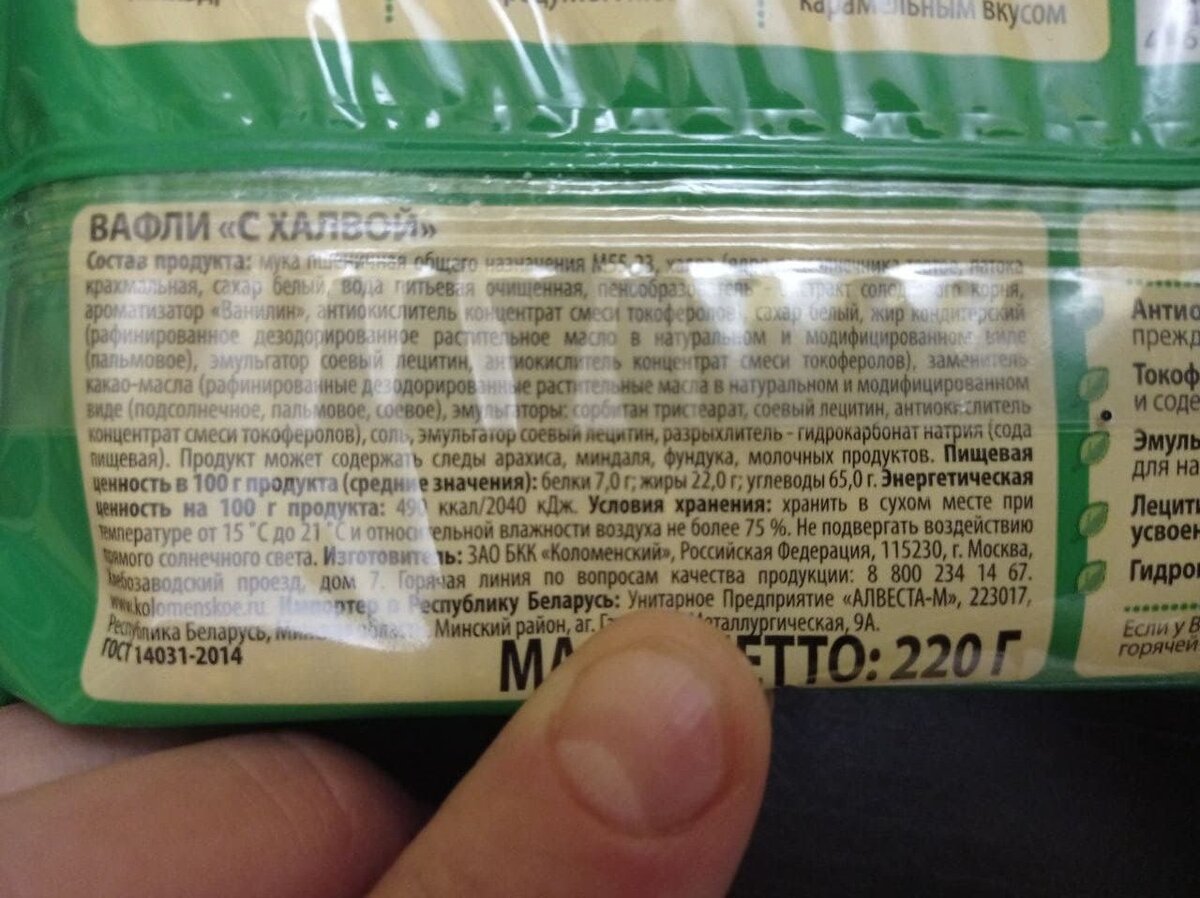 карамельным вкусом
ВАФЛИ «С ХАЛВОЙ»
Состав продукта: мука пшеничная общего назначения М55-23, халва (ядро подсолнечника тертое, патока
крахмальная, сахар белый, вода питьевая очищенная, пенообразователь экстракт солодкового корня,
ароматизатор «Ванилин», антиокислитель концентрат смеси токоферолов), сахар белый, жир кондитерский
(рафинированное дезодорированное растительное масло в натуральном и модифицированном виде
(пальмовое), эмульгатор соевый лецитин, антиокислитель концентрат смеси токоферолов), заменитель
какао-масла (рафинированные дезодорированные растительные масла в натуральном и модифицированном
виде (подсолнечное, пальмовое, соевое), эмульгаторы: сорбитан тристеарат, соевый лецитин, антиокислитель
концентрат смеси токоферолов), соль, эмульгатор соевый лецитин, разрыхлитель - гидрокарбонат натрия (сода
пищевая). Продукт может содержать следы арахиса, миндаля, фундука, молочных продуктов. Пищевая
ценность в 100 г продукта (средние значения): белки 7,0 г; жиры 22,0 г; углеводы 65,0 г. Энергетическая
ценность на 100 г продукта: ккал/2040 кДж. Условия хранения: хранить в сухом месте при
температуре от 15 °С до 21 °С и относительной влажности воздуха не более 75 %. Не подвергать воздействию
прямого солнечного света. Изготовитель: ЗАО БКК «Коломенский», Российская Федерация, 115230, г. Москва,
Хлебозаводский проезд, дом 7. Горячая линия по вопросам качества продукции: 8 800 234 14 67.
www.kolomenskoe.ru Импортер в Республику Беларусь: Унитарное Предприятие «АЛВЕСТА-М», 223017,
Республика Беларусь, Минская область, Минский район, аг. Металлургическая, 9А.
ГОСТ 14031-2014
ЕТТО: 220 Г
Антио
прежд
Токоф
и соде
Эмуль
для на
Лецити
усвоен
Гидро
Если у В
горячей